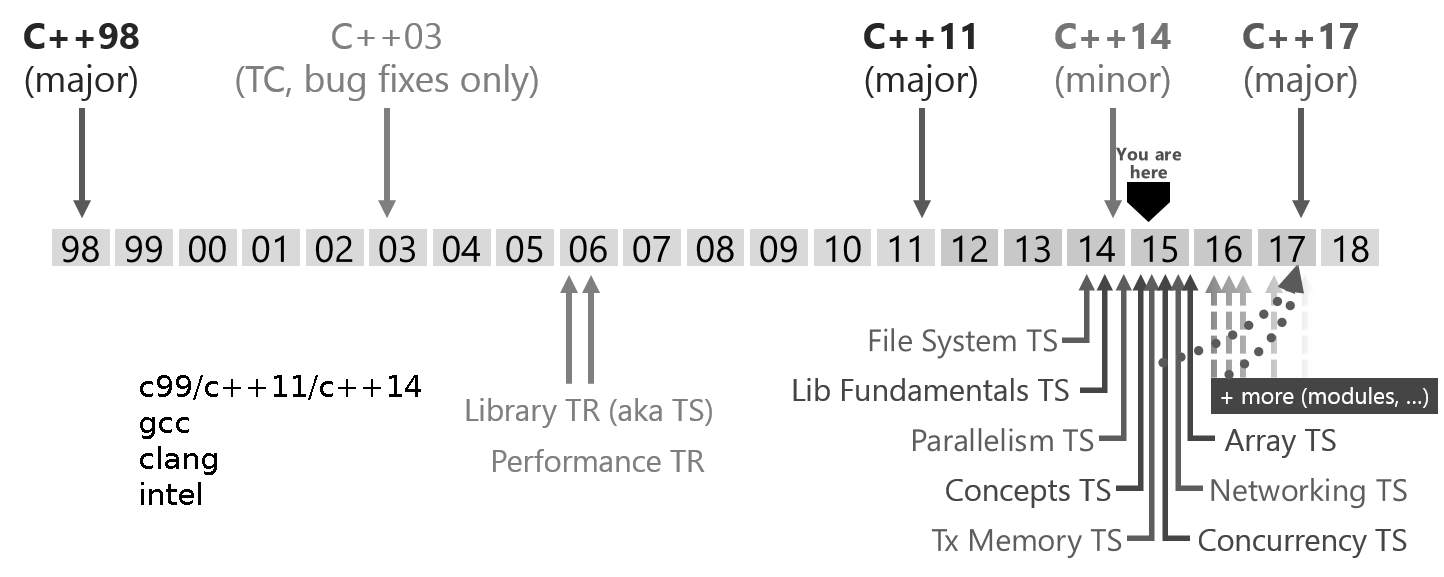 C++98
(major)
C++03
(TC, bug fixes only)
C++11
(major)
C++14
(minor)
C++17
(major)
You are
here
98 99 00 01 02 03 04 05 06 07 08 09 10 11 12 13 14 15 16 17 18
File System TS
Lib Fundamentals TS
Parallelism TS
Concepts TS
Tx Memory TS
+ more (modules, ...)
Array TS
Networking TS
Concurrency TS
Library TR (aka TS)
Performance TR
c99/c++11/c++14
gcc
clang
intel